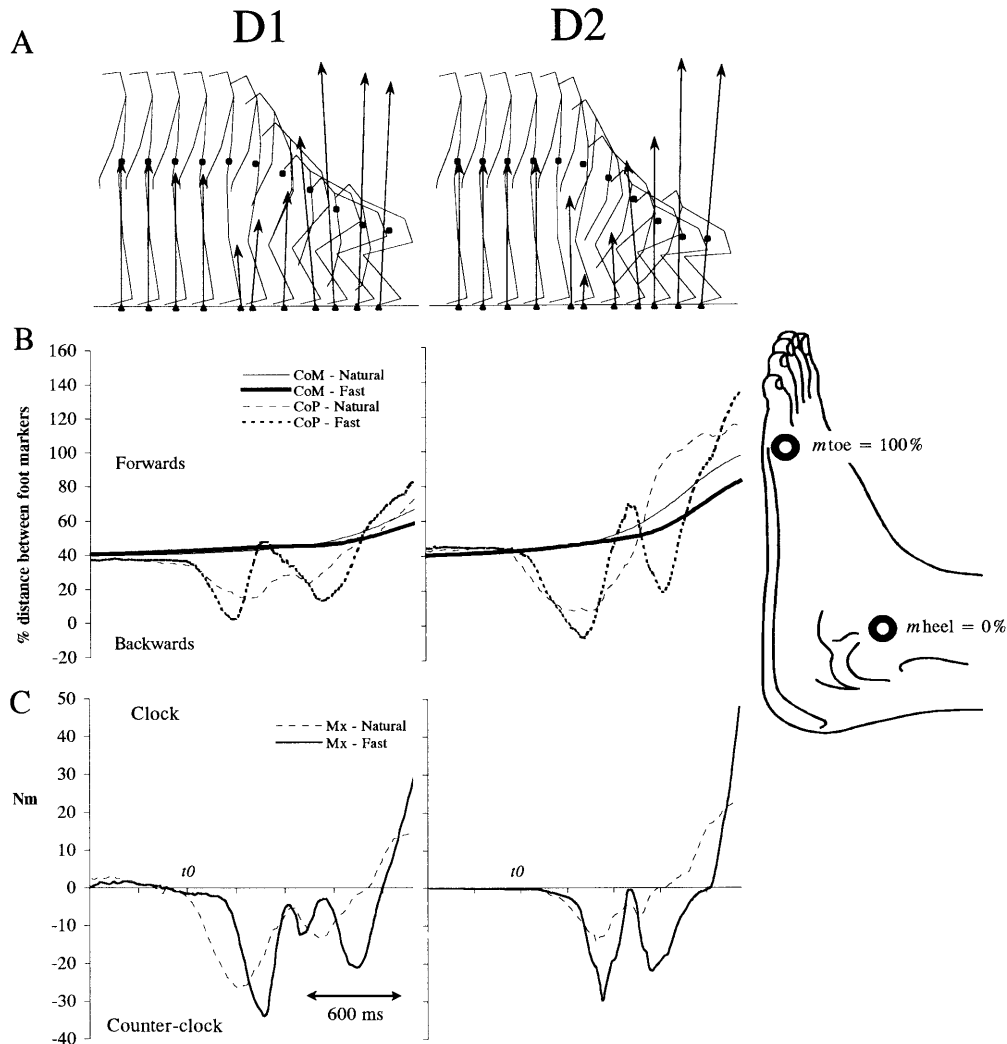 D1
D2
A
B
160
140
120
100
80
60
40
20
0
-20
% distance between foot markers
CoM - Natural
CoM - Fast
CoP - Natural
CoP - Fast
Forwards
Backwards
mtoe = 100%
mheel = 0%
C
50
40
30
20
10
0
-10
-20
-30
-40
Nm
Clock
Mx - Natural
Mx - Fast
t0
t0
600 ms
Counter-clock